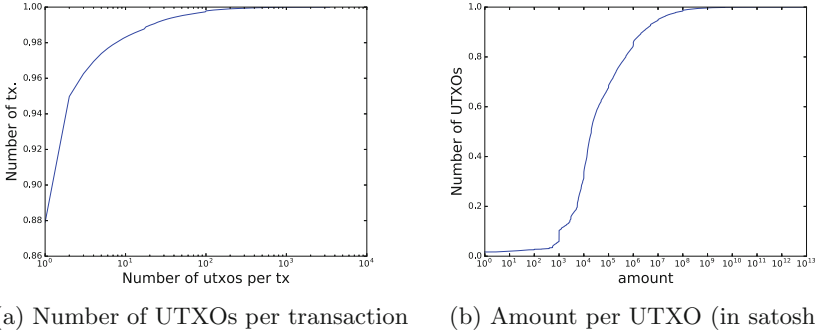 1.00
0.98
0.96
0.94
0.92
0.90
0.88
0.86
Number of tx.
10^0 10^1 10^2 10^3 10^4
Number of utxos per tx
1.0
0.8
0.6
0.4
0.2
0.0
Number of UTXOs
10^0 10^1 10^2 10^3 10^4 10^5 10^6 10^7 10^8 10^9 10^10 10^11 10^12 10^13
amount
a) Number of UTXOs per transaction
(b) Amount per UTXO (in satosh